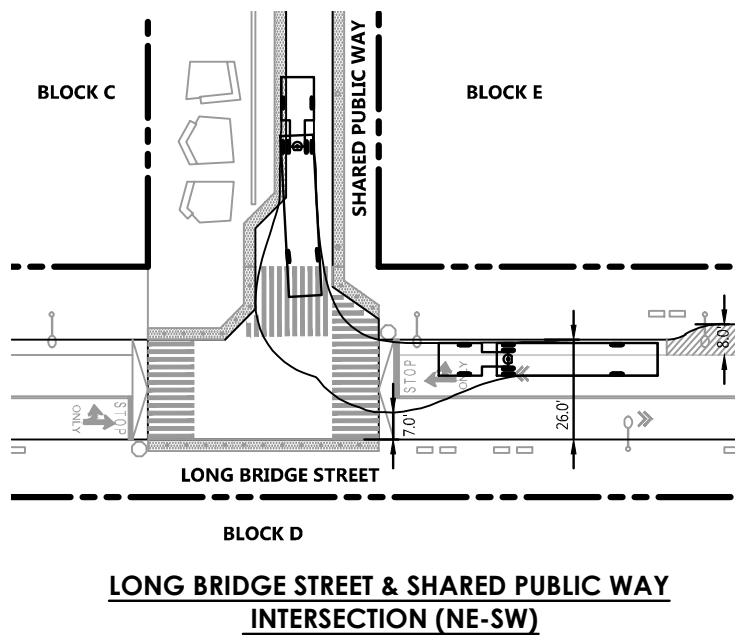 BLOCK C
SHARED PUBLIC WAY
BLOCK E
8.0'
STOP
ONLY
26.0'
7.0'
ONLY
STOP
LONG BRIDGE STREET
BLOCK D
LONG BRIDGE STREET & SHARED PUBLIC WAY
INTERSECTION (NE-SW)